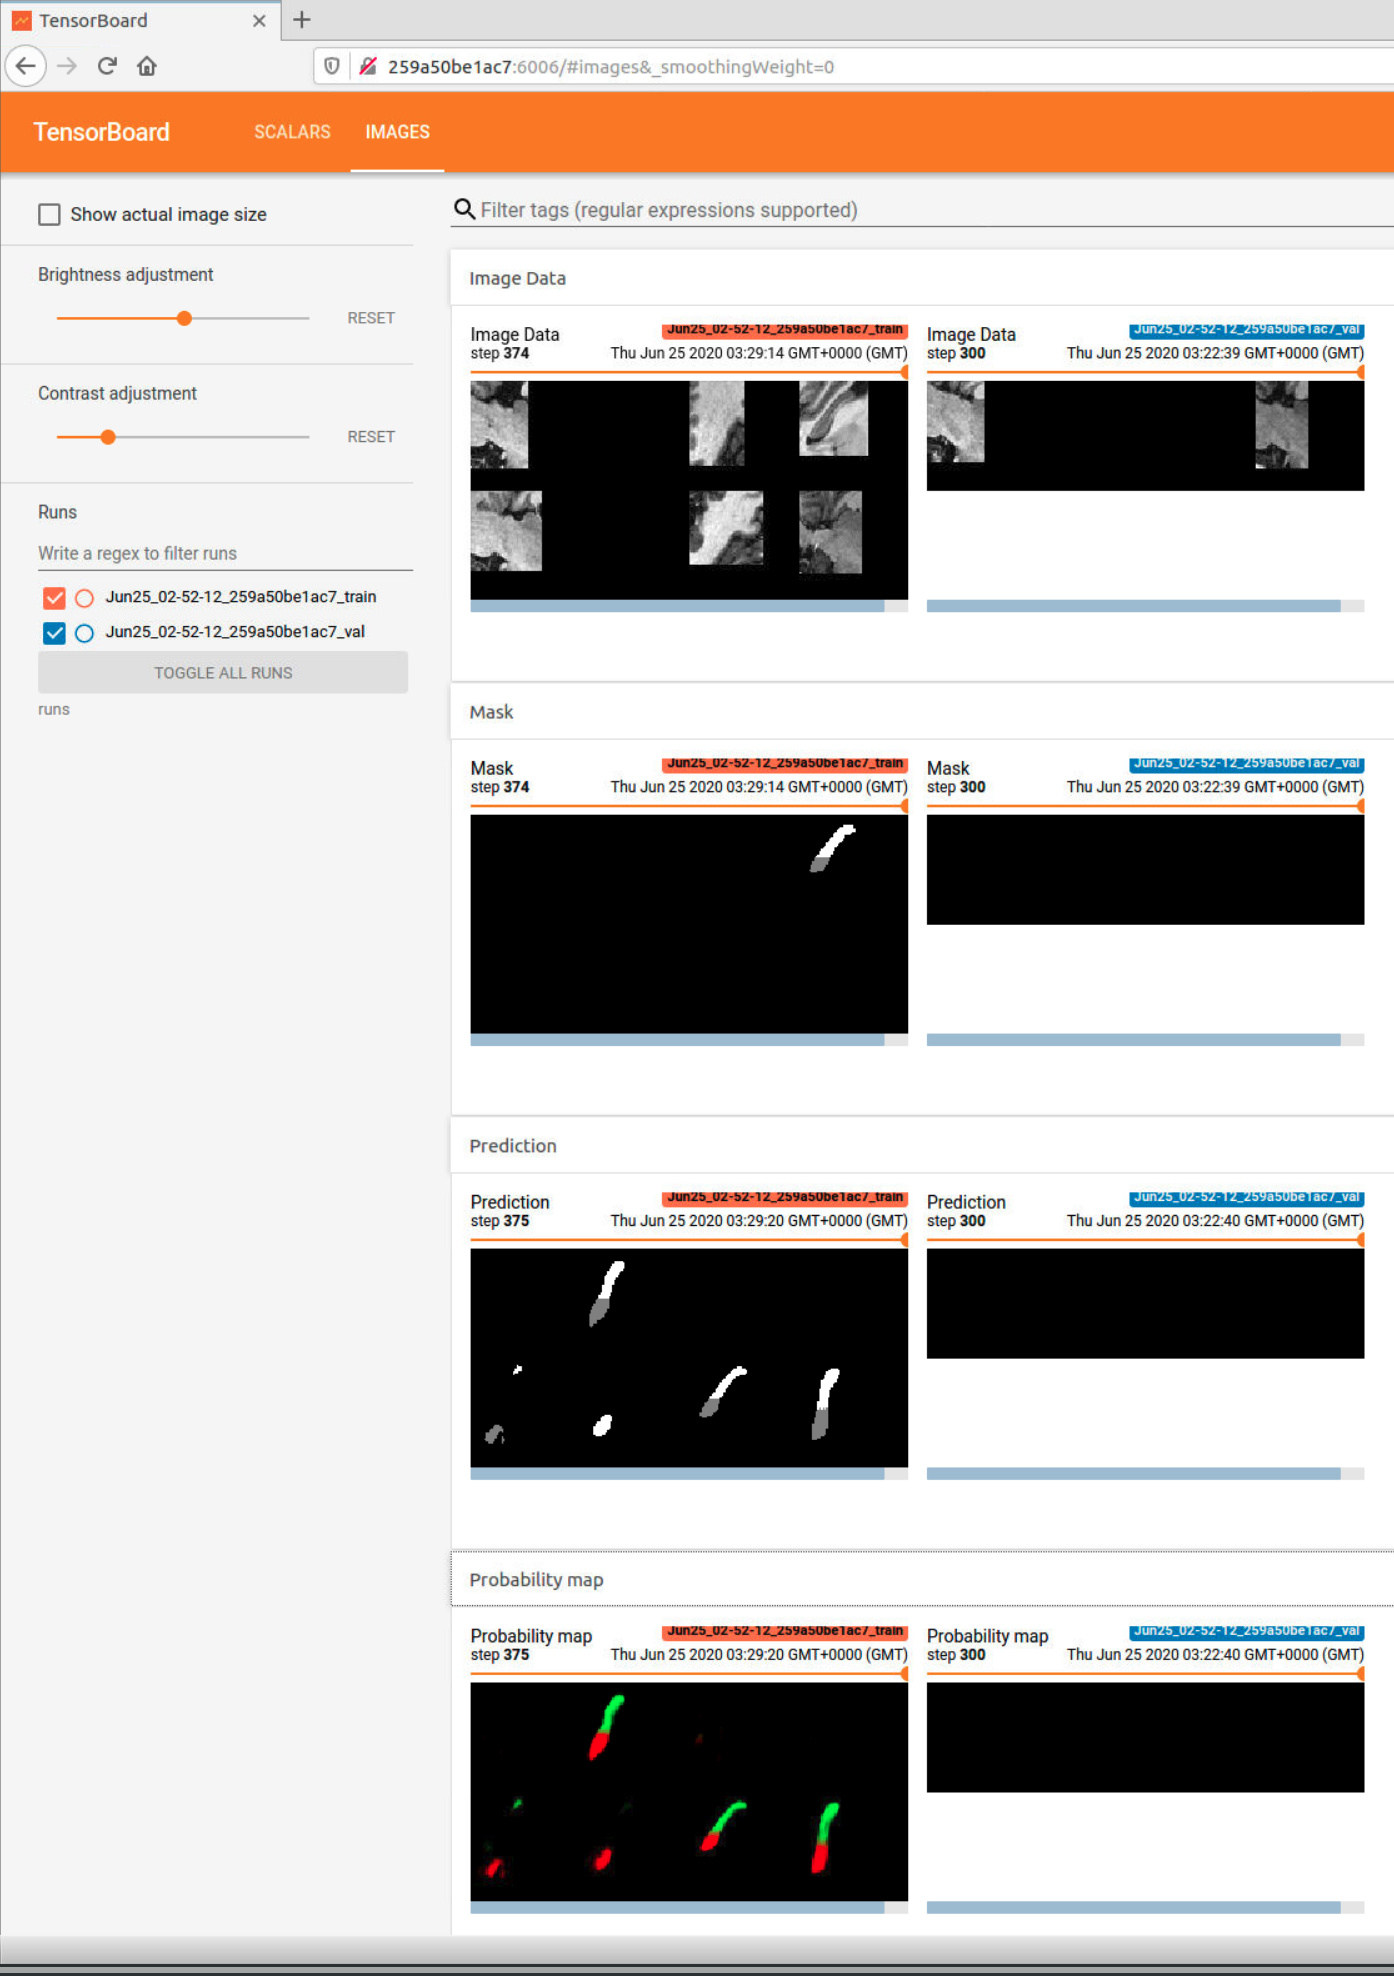 TensorBoard
259a50be1ac7:6006/#images&_smoothingWeight=0
TensorBoard SCALARS IMAGES
Show actual image size
Brightness adjustment
RESET
Contrast adjustment
RESET
Runs
Write a regex to filter runs
Jun25_02-52-12_259a50be1ac7_train
Jun25_02-52-12_259a50be1ac7_val
TOGGLE ALL RUNS
runs
Filter tags (regular expressions supported)
Image Data
Image Data Jun25_02-52-12_259a50be1ac7_train
step 374 Thu Jun 25 2020 03:29:14 GMT+0000 (GMT)
Image Data Jun25_02-52-12_259a50be1ac7_val
step 300 Thu Jun 25 2020 03:22:39 GMT+0000 (GMT)
Mask
Mask Jun25_02-52-12_259a50be1ac7_train
step 374 Thu Jun 25 2020 03:29:14 GMT+0000 (GMT)
Mask Jun25_02-52-12_259a50be1ac7_val
step 300 Thu Jun 25 2020 03:22:39 GMT+0000 (GMT)
Prediction
Prediction Jun25_02-52-12_259a50be1ac7_train
step 375 Thu Jun 25 2020 03:29:20 GMT+0000 (GMT)
Prediction Jun25_02-52-12_259a50be1ac7_val
step 300 Thu Jun 25 2020 03:22:40 GMT+0000 (GMT)
Probability map
Probability map Jun25_02-52-12_259a50be1ac7_train
step 375 Thu Jun 25 2020 03:29:20 GMT+0000 (GMT)
Probability map Jun25_02-52-12_259a50be1ac7_val
step 300 Thu Jun 25 2020 03:22:40 GMT+0000 (GMT)